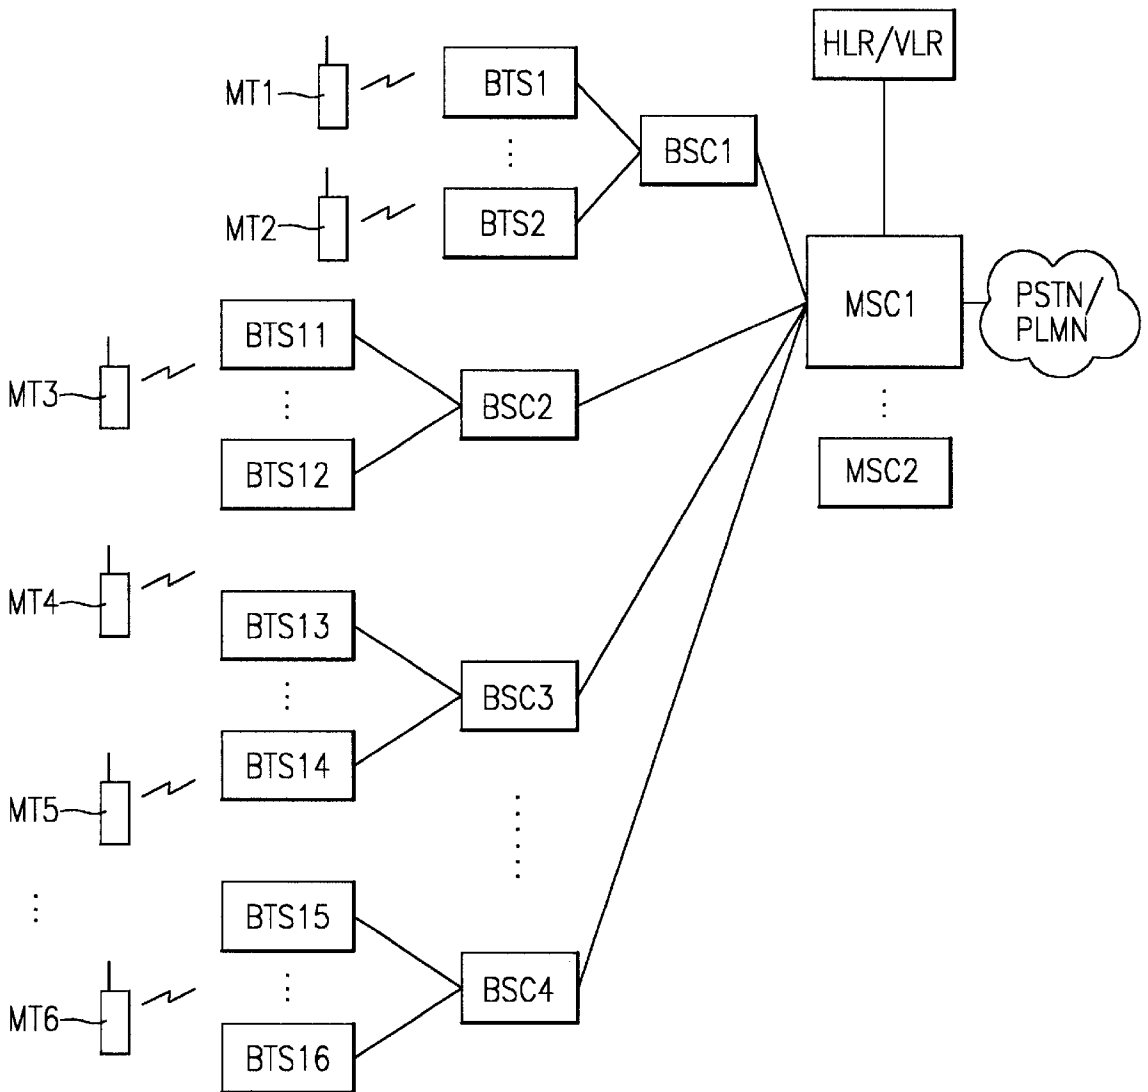 HLR/VLR
MT1
BTS1
BSC1
MT2
BTS2
MSC1
PSTN/
PLMN
BTS11
MT3
BSC2
BTS12
MSC2
MT4
BTS13
BSC3
BTS14
MT5
BTS15
BSC4
MT6
BTS16